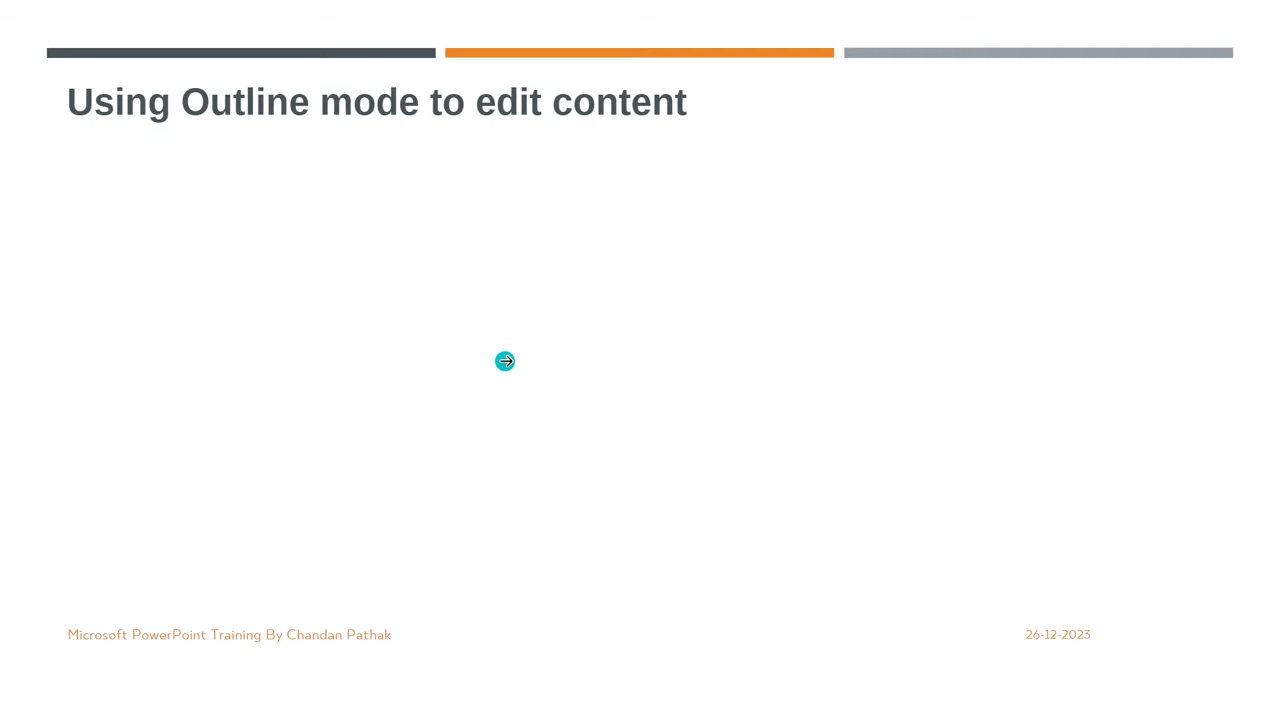 Using Outline mode to edit content
Microsoft PowerPoint Training By Chandan Pathak
26-12-2023